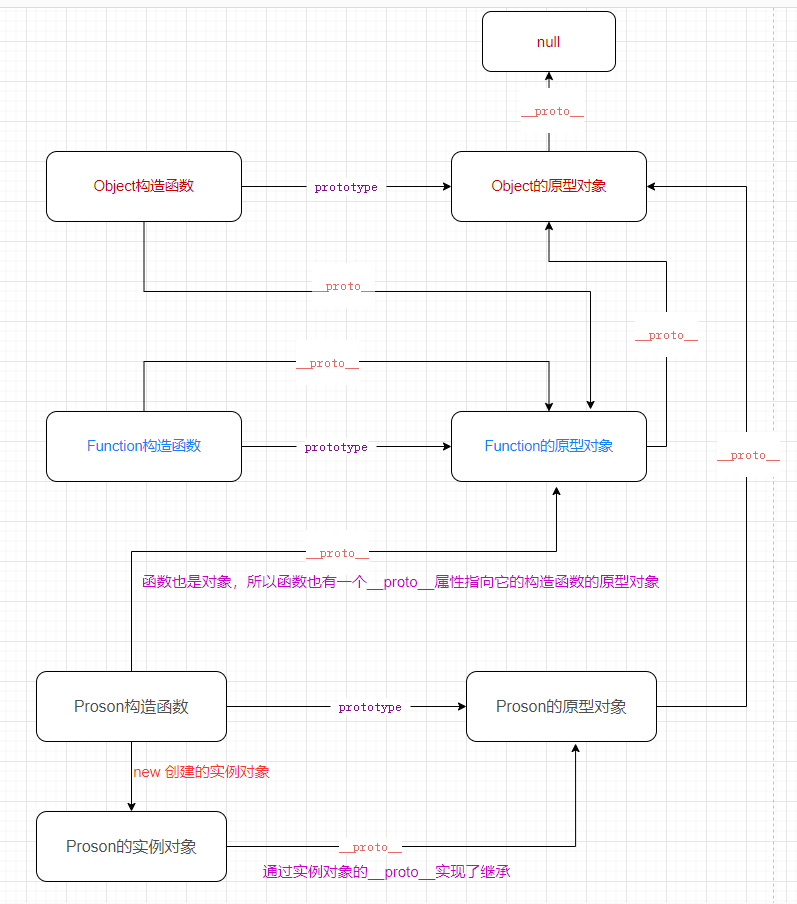 null
__proto__
Object构造函数
prototype
Object的原型对象
__proto__
__proto__
__proto__
Function构造函数
prototype
Function的原型对象
__proto__
__proto__
函数也是对象，所以函数也有一个__proto__属性指向它的构造函数的原型对象
Proson构造函数
prototype
Proson的原型对象
new 创建的实例对象
Proson的实例对象
__proto__
通过实例对象的__proto__实现了继承